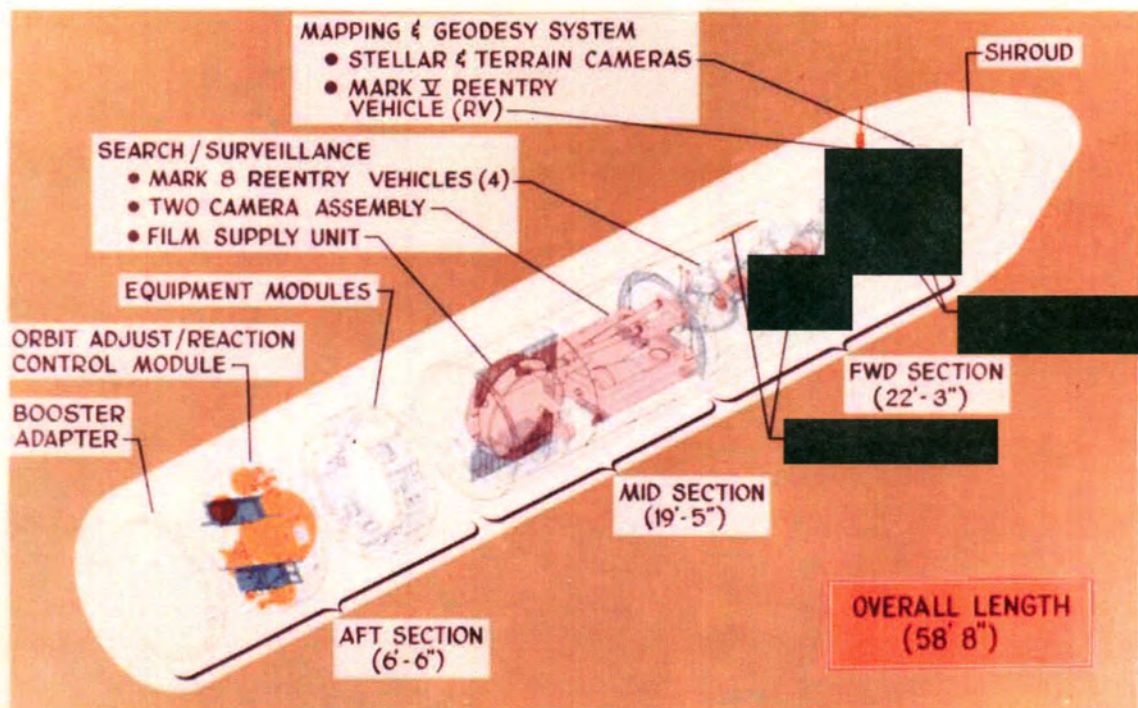 MAPPING & GEODESY SYSTEM
● STELLAR & TERRAIN CAMERAS
● MARK V REENTRY
VEHICLE (RV)
SHROUD
SEARCH / SURVEILLANCE
● MARK 8 REENTRY VEHICLES (4)
● TWO CAMERA ASSEMBLY
● FILM SUPPLY UNIT
EQUIPMENT MODULES
ORBIT ADJUST/REACTION
CONTROL MODULE
BOOSTER
ADAPTER
FWD SECTION
(22'-3")
MID SECTION
(19'-5")
AFT SECTION
(6'-6")
OVERALL LENGTH
(58' 8")